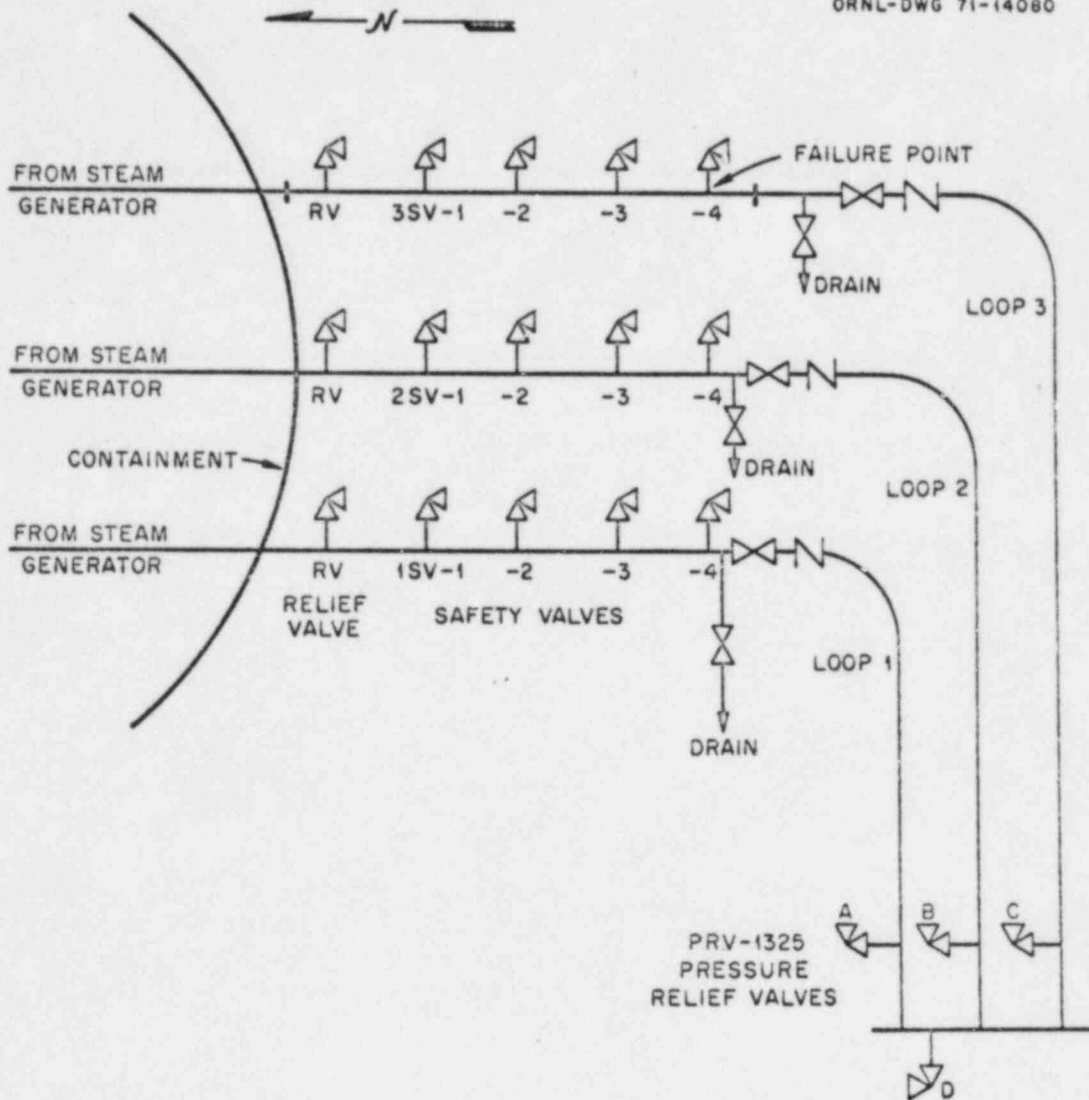 ORNL-DWG 71-14080
N
FROM STEAM
GENERATOR
RV 3SV-1 -2 -3 -4
FAILURE POINT
DRAIN
LOOP 3
FROM STEAM
GENERATOR
RV 2SV-1 -2 -3 -4
DRAIN
LOOP 2
CONTAINMENT
FROM STEAM
GENERATOR
RV 1SV-1 -2 -3 -4
RELIEF
VALVE
SAFETY VALVES
LOOP 1
DRAIN
A B C
PRV-1325
PRESSURE
RELIEF VALVES
D